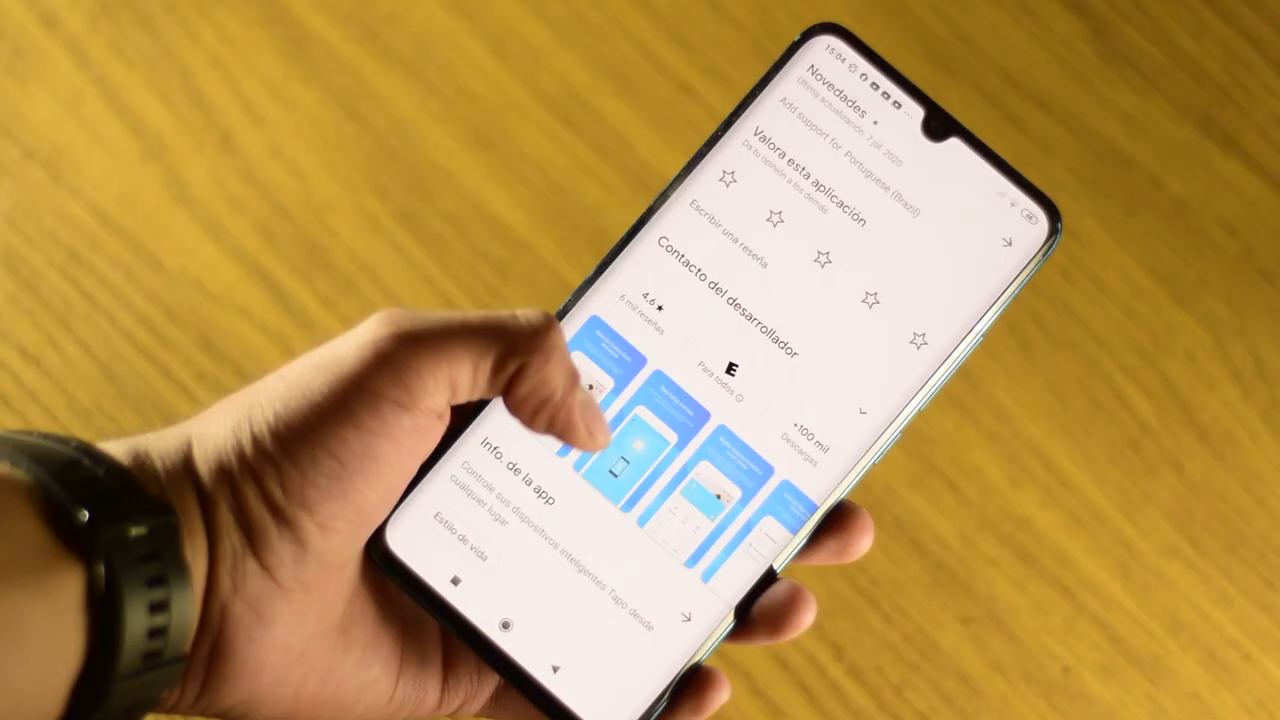 15:04
Novedades
Última actualización: 7 jul. 2020
Add support for Portuguese (Brazil)
Valora esta aplicación
Da tu opinión a los demás
Escribir una reseña
Contacto del desarrollador
4,6★
6 mil reseñas
E
Para todos
+100 mil
Descargas
Info. de la app
Controle sus dispositivos inteligentes Tapo desde
cualquier lugar
Estilo de vida